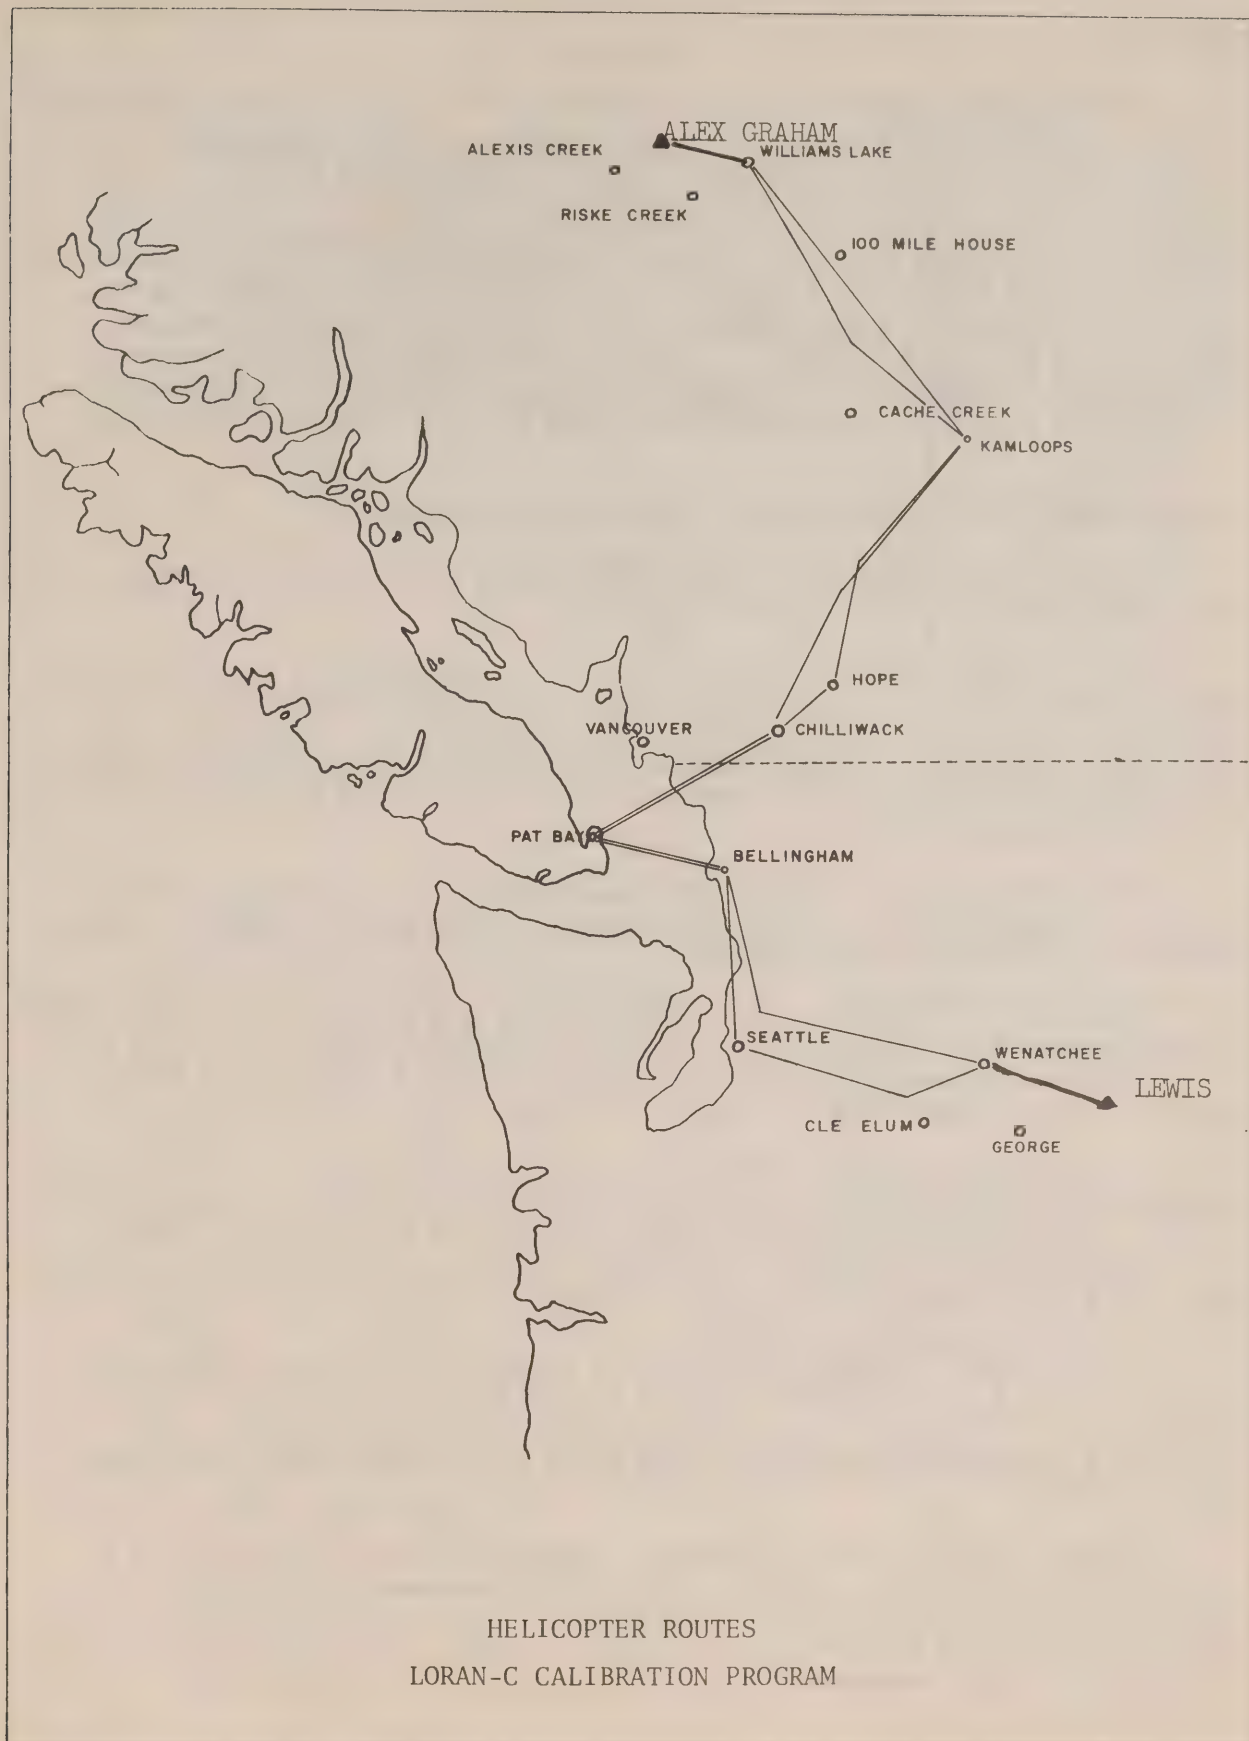 ALEX GRAHAM
ALEXIS CREEK
WILLIAMS LAKE
RISKE CREEK
100 MILE HOUSE
CACHE CREEK
KAMLOOPS
HOPE
VANCOUVER
CHILLIWACK
PAT BAY
BELLINGHAM
SEATTLE
WENATCHEE
LEWIS
CLE ELUM
GEORGE
HELICOPTER ROUTES
LORAN-C CALIBRATION PROGRAM